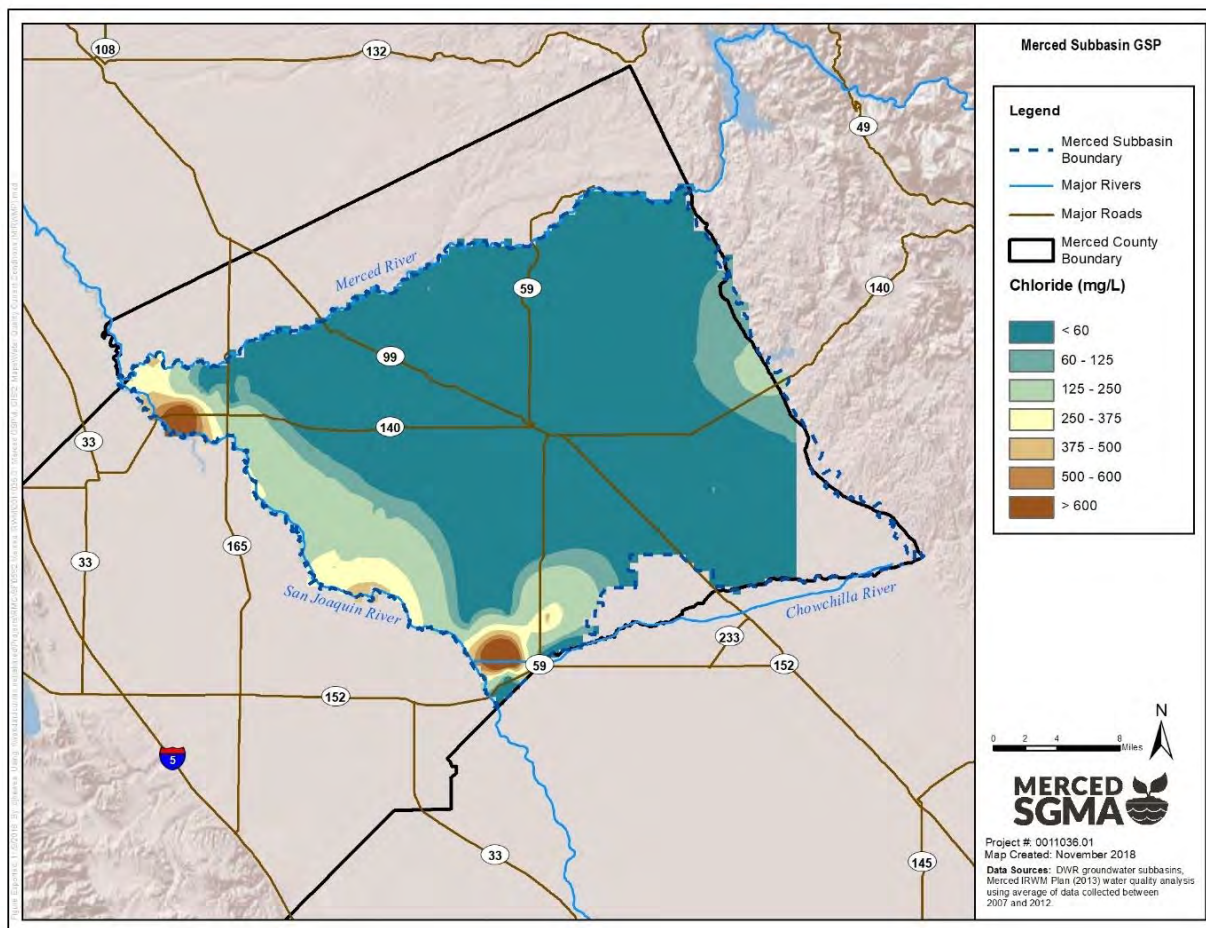 Merced Subbasin GSP
Legend
Merced Subbasin
Boundary
Major Rivers
Major Roads
Merced County
Boundary
Chloride (mg/L)
< 60
60 - 125
125 - 250
250 - 375
375 - 500
500 - 600
> 600
108
132
49
Merced River
59
140
99
140
33
165
33
San Joaquin River
Chowchilla River
233
59
152
152
5
33
145
N
0 2 4 8
Miles
MERCED
SGMA
Project #: 0011036.01
Map Created: November 2018
Data Sources: DWR groundwater subbasins,
Merced IRWM Plan (2013) water quality analysis
using average of data collected between
2007 and 2012.